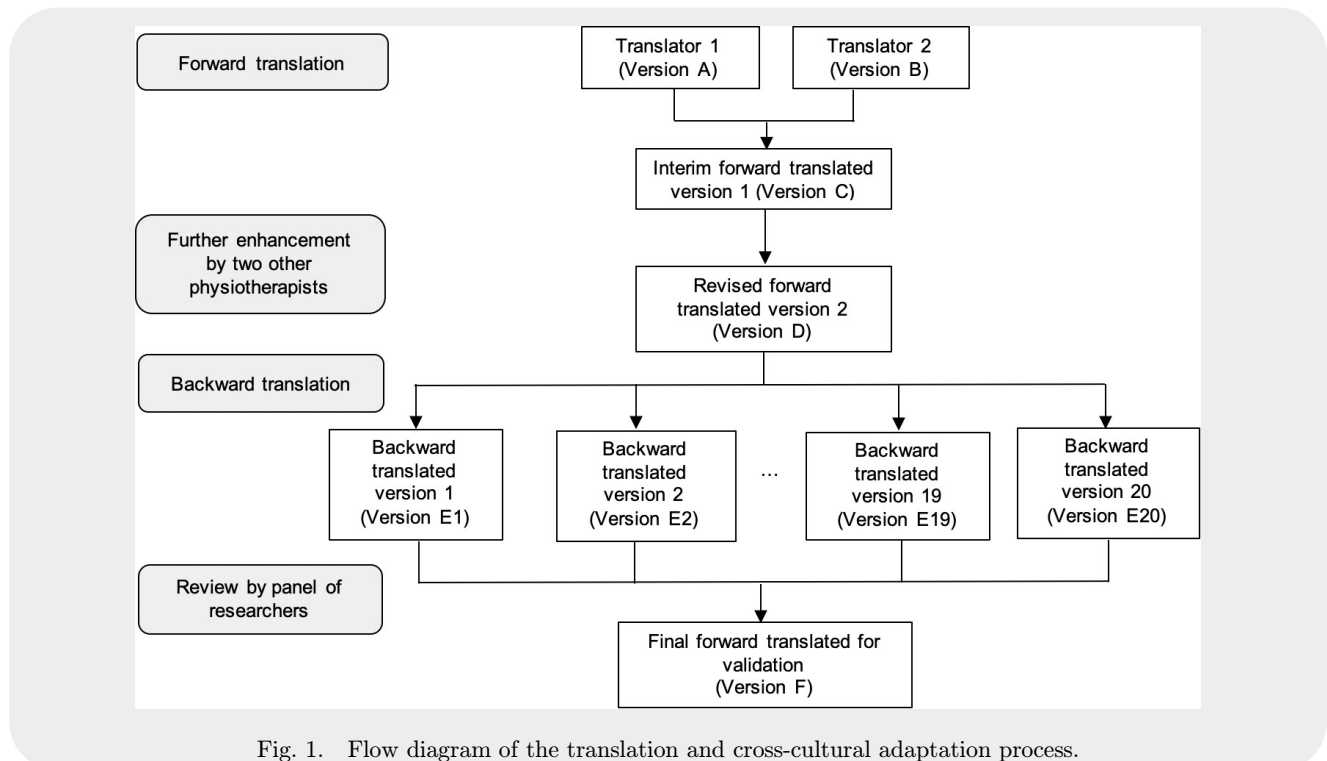 Forward translation
Translator 1
(Version A)
Translator 2
(Version B)
Interim forward translated
version 1 (Version C)
Further enhancement
by two other
physiotherapists
Revised forward
translated version 2
(Version D)
Backward translation
Backward
translated
version 1
(Version E1)
Backward
translated
version 2
(Version E2)
...
Backward
translated
version 19
(Version E19)
Backward
translated
version 20
(Version E20)
Review by panel of
researchers
Final forward translated for
validation
(Version F)
Fig. 1. Flow diagram of the translation and cross-cultural adaptation process.